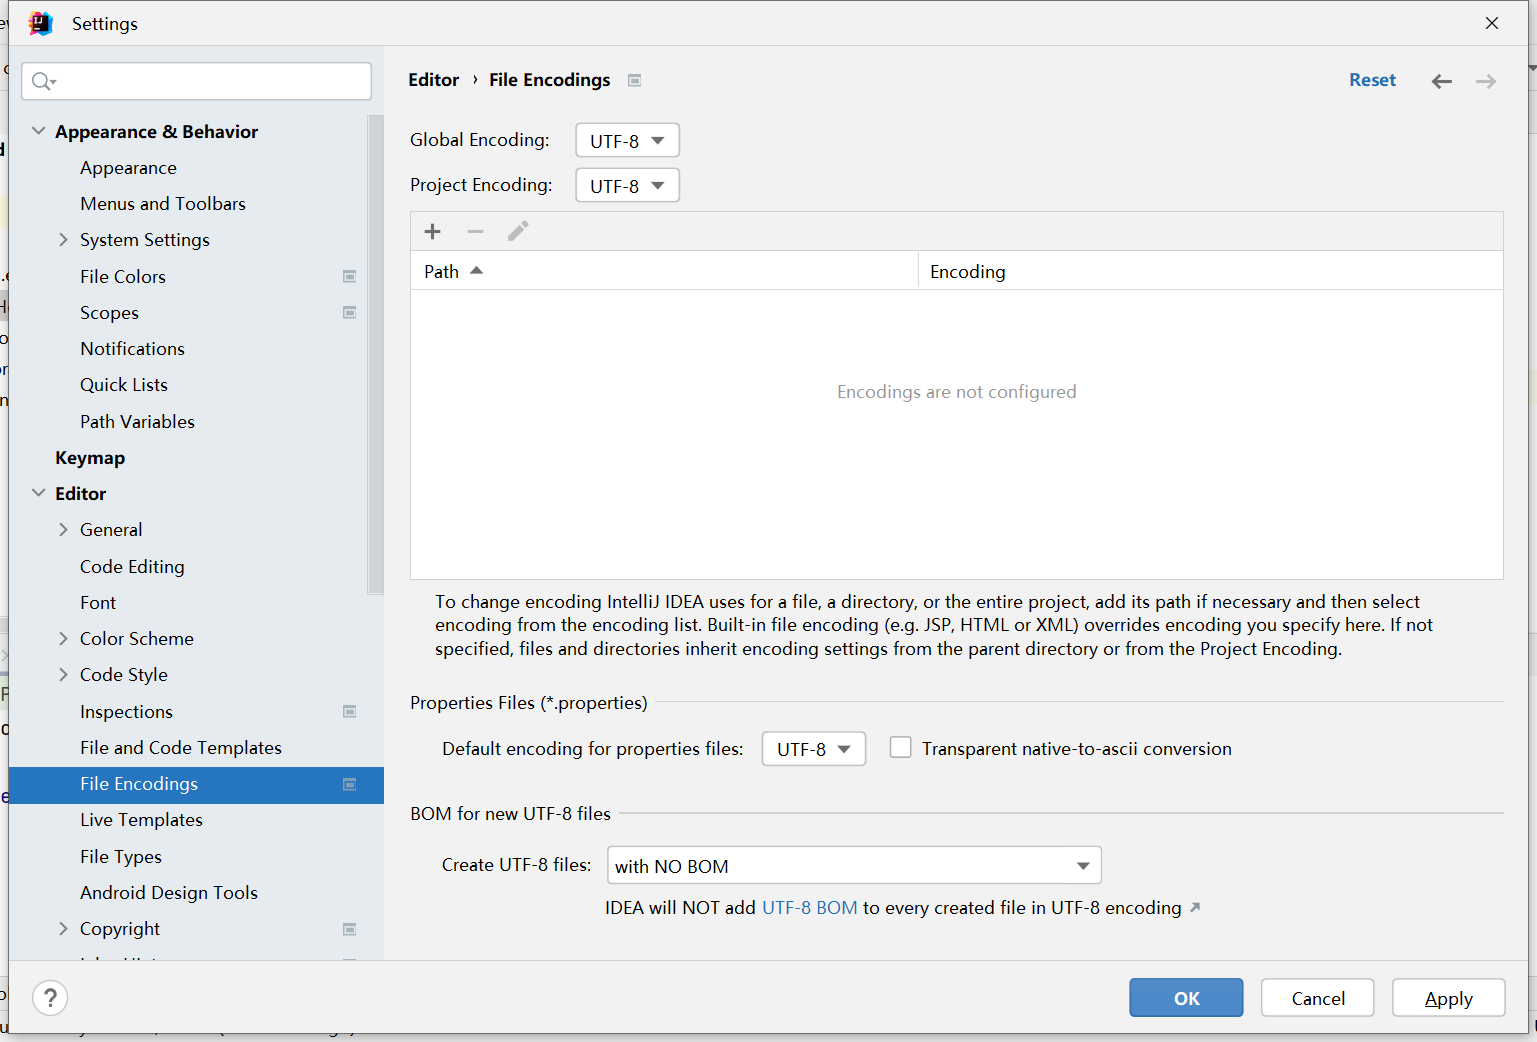 Settings
Appearance & Behavior
Appearance
Menus and Toolbars
System Settings
File Colors
Scopes
Notifications
Quick Lists
Path Variables
Keymap
Editor
General
Code Editing
Font
Color Scheme
Code Style
Inspections
File and Code Templates
File Encodings
Live Templates
File Types
Android Design Tools
Copyright
Editor › File Encodings
Reset
Global Encoding: UTF-8
Project Encoding: UTF-8
Path Encoding
Encodings are not configured
To change encoding IntelliJ IDEA uses for a file, a directory, or the entire project, add its path if necessary and then select
encoding from the encoding list. Built-in file encoding (e.g. JSP, HTML or XML) overrides encoding you specify here. If not
specified, files and directories inherit encoding settings from the parent directory or from the Project Encoding.
Properties Files (*.properties)
Default encoding for properties files: UTF-8 Transparent native-to-ascii conversion
BOM for new UTF-8 files
Create UTF-8 files: with NO BOM
IDEA will NOT add UTF-8 BOM to every created file in UTF-8 encoding ↗
?
OK Cancel Apply